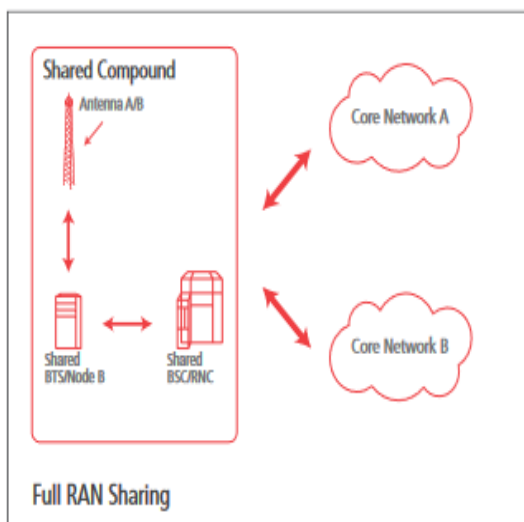 Shared Compound
Antenna A/B
Core Network A
Shared
BTS/Node B
Shared
BSC/RNC
Core Network B
Full RAN Sharing